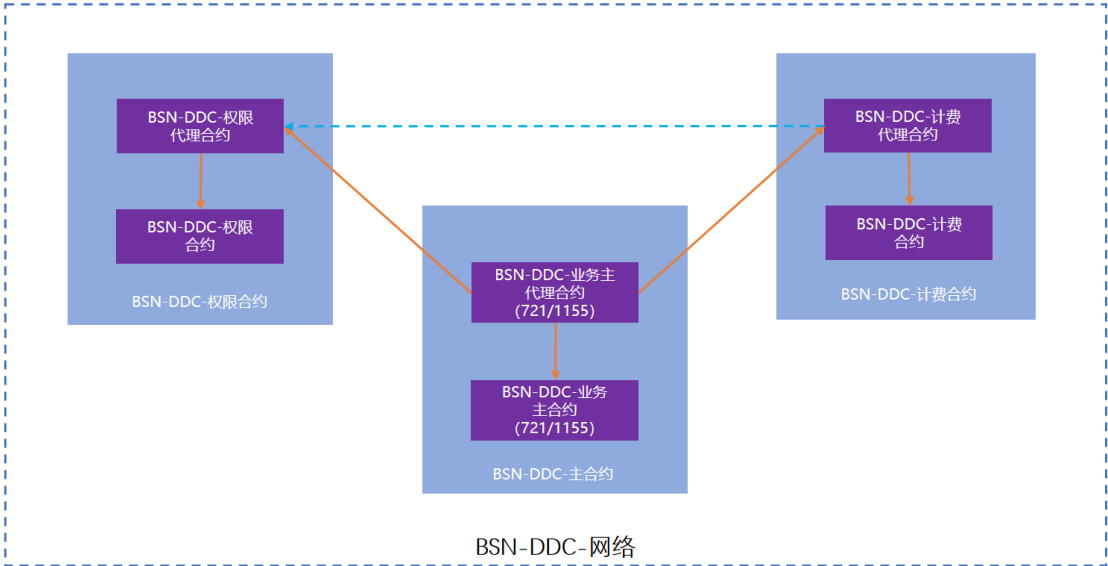 BSN-DDC-权限
代理合约
BSN-DDC-权限
合约
BSN-DDC-权限合约
BSN-DDC-业务主
代理合约
(721/1155)
BSN-DDC-业务
主合约
(721/1155)
BSN-DDC-主合约
BSN-DDC-计费
代理合约
BSN-DDC-计费
合约
BSN-DDC-计费合约
BSN-DDC-网络